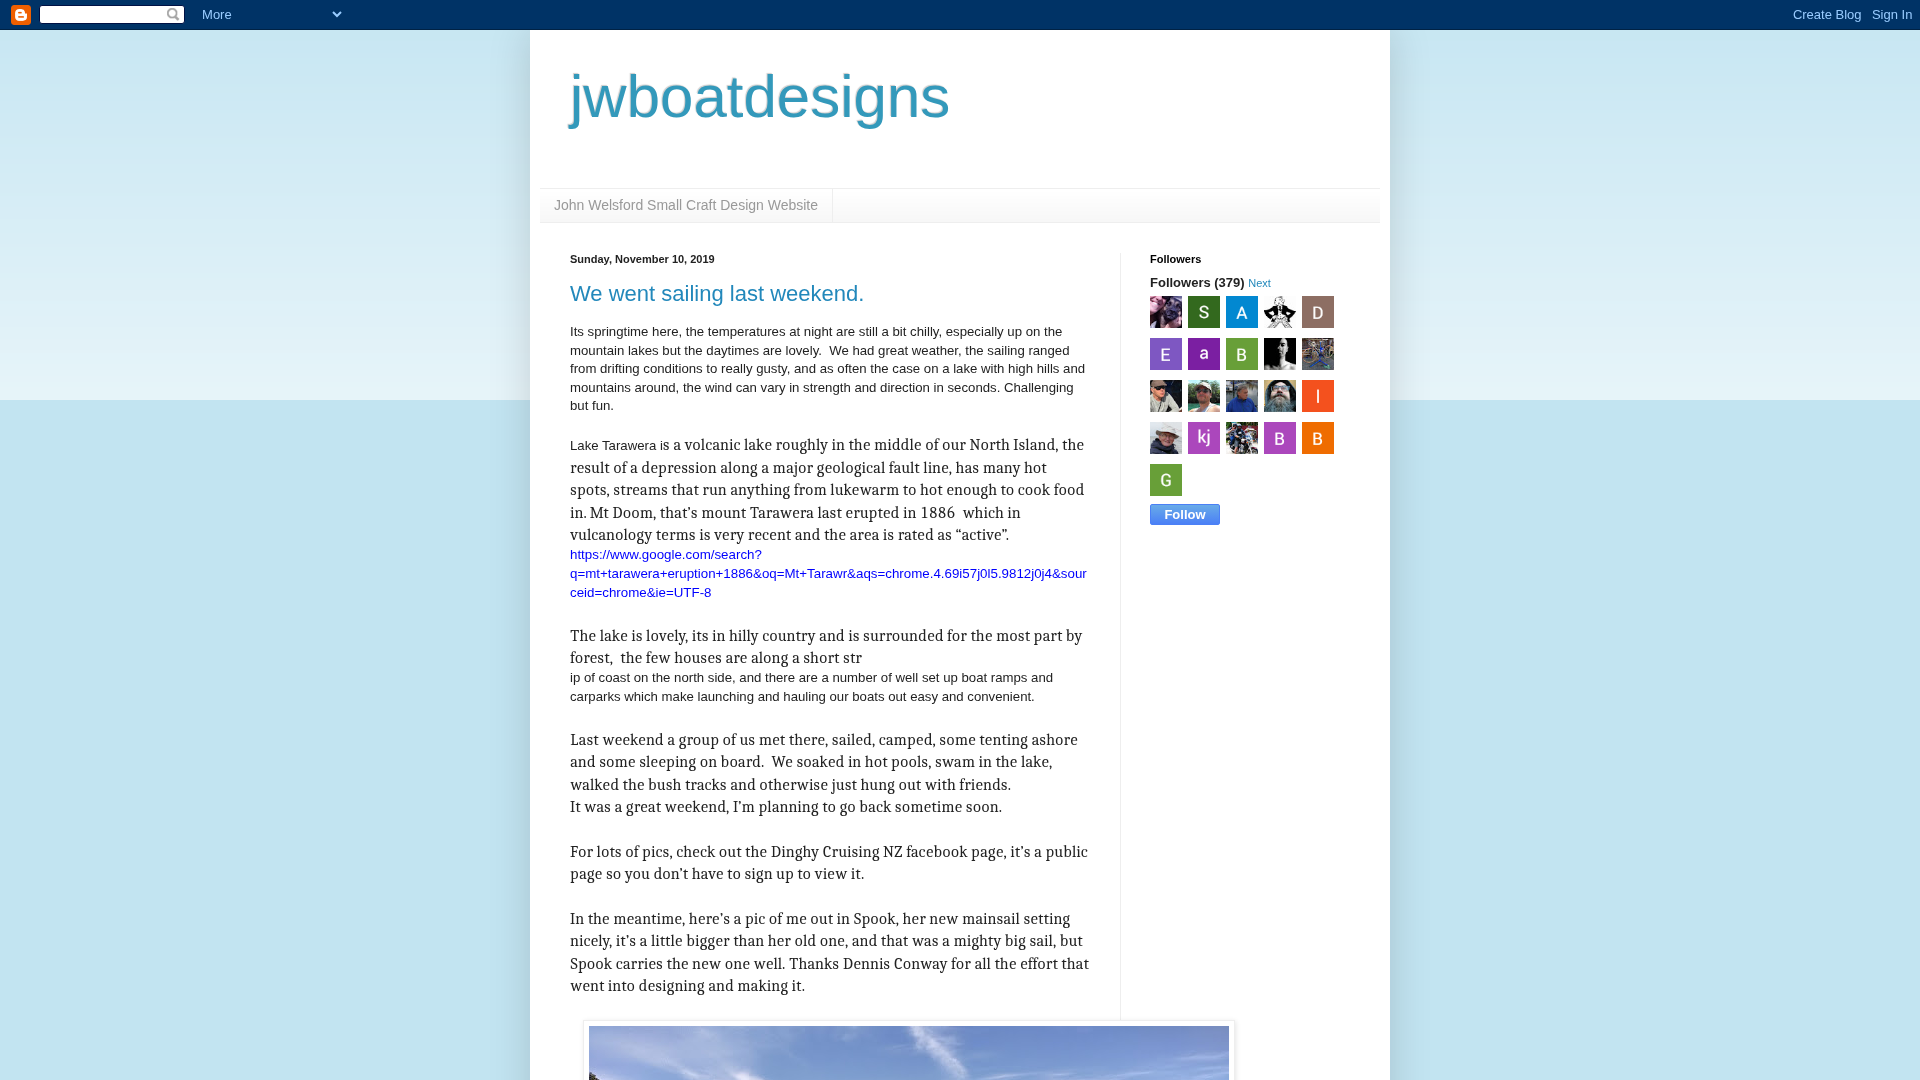 More
Create Blog Sign In
jwboatdesigns
John Welsford Small Craft Design Website
Sunday, November 10, 2019
We went sailing last weekend.
Its springtime here, the temperatures at night are still a bit chilly, especially up on the
mountain lakes but the daytimes are lovely.  We had great weather, the sailing ranged
from drifting conditions to really gusty, and as often the case on a lake with high hills and
mountains around, the wind can vary in strength and direction in seconds. Challenging
but fun.
Lake Tarawera is a volcanic lake roughly in the middle of our North Island, the
result of a depression along a major geological fault line, has many hot
spots, streams that run anything from lukewarm to hot enough to cook food
in. Mt Doom, that’s mount Tarawera last erupted in 1886  which in
vulcanology terms is very recent and the area is rated as “active”.
https://www.google.com/search?
q=mt+tarawera+eruption+1886&oq=Mt+Tarawr&aqs=chrome.4.69i57j0l5.9812j0j4&sour
ceid=chrome&ie=UTF-8
The lake is lovely, its in hilly country and is surrounded for the most part by
forest,  the few houses are along a short str
ip of coast on the north side, and there are a number of well set up boat ramps and
carparks which make launching and hauling our boats out easy and convenient.
Last weekend a group of us met there, sailed, camped, some tenting ashore
and some sleeping on board.  We soaked in hot pools, swam in the lake,
walked the bush tracks and otherwise just hung out with friends.
It was a great weekend, I’m planning to go back sometime soon.
For lots of pics, check out the Dinghy Cruising NZ facebook page, it’s a public
page so you don’t have to sign up to view it.
In the meantime, here’s a pic of me out in Spook, her new mainsail setting
nicely, it’s a little bigger than her old one, and that was a mighty big sail, but
Spook carries the new one well. Thanks Dennis Conway for all the effort that
went into designing and making it.
Followers
Followers (379) Next
S A D
E a B
I
kj B B
G
Follow